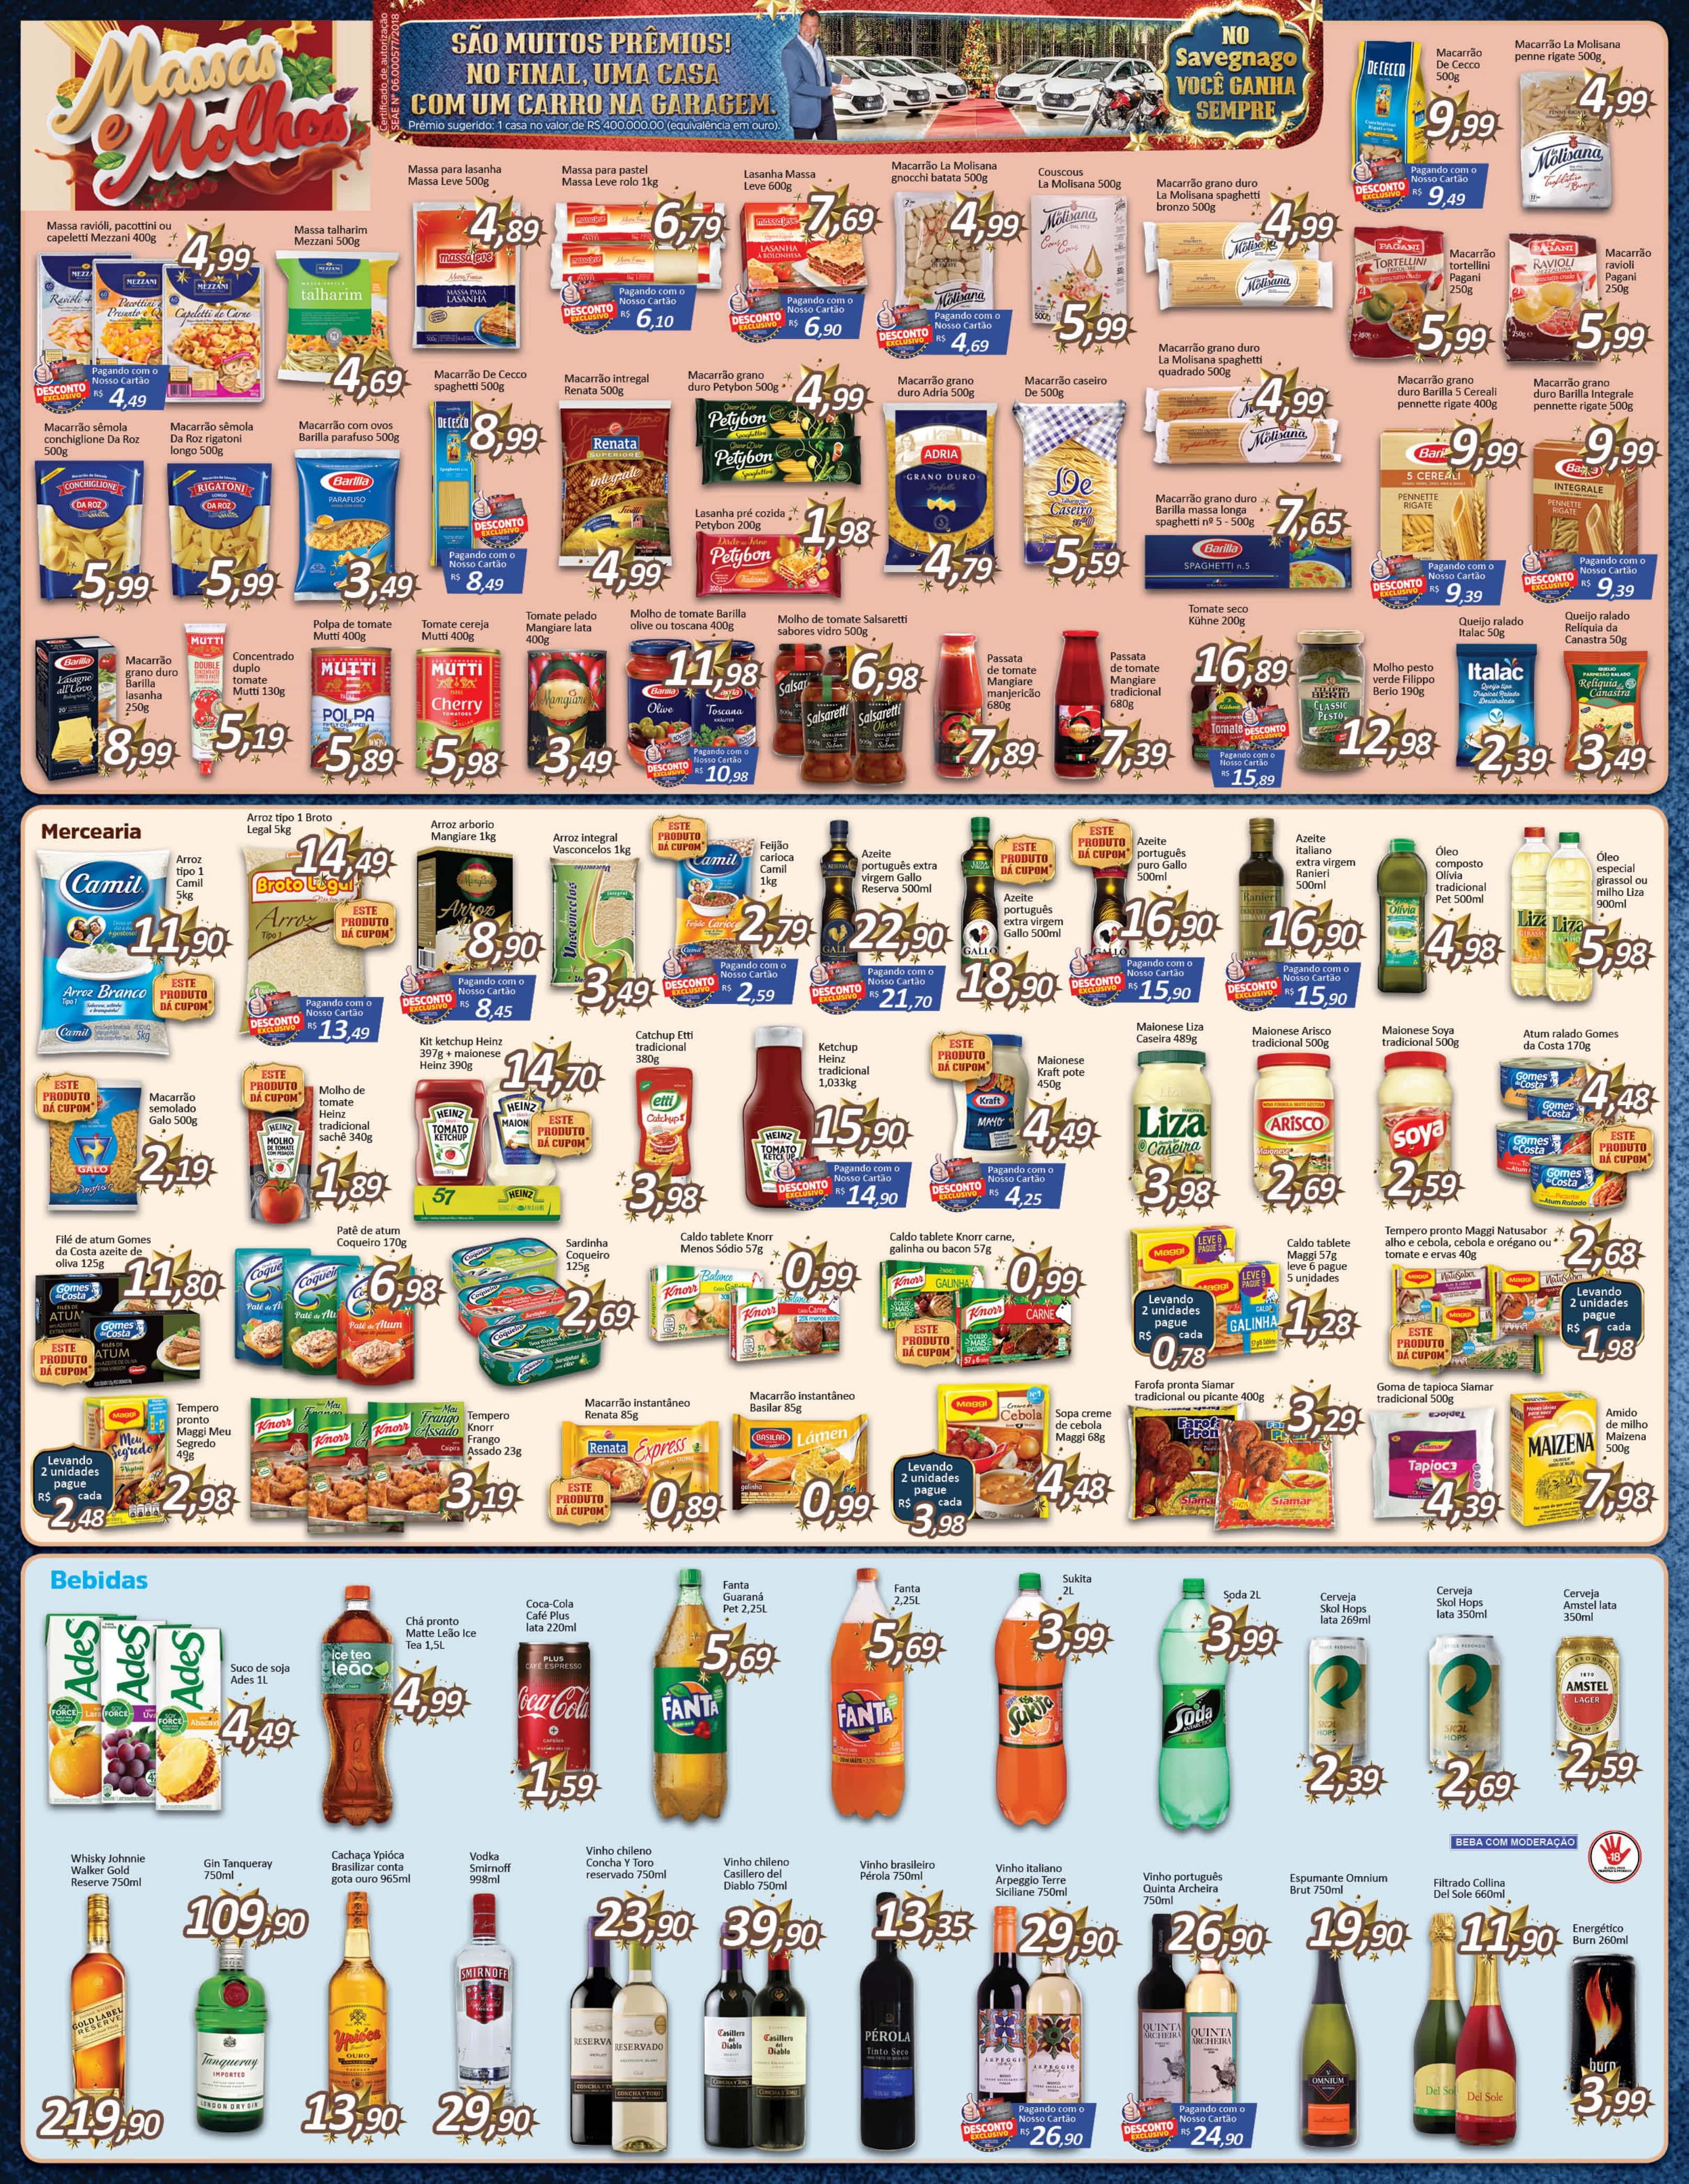 Massas
e Molhos
Certificado de autorização
SEAE Nº 06.000577/2018
SÃO MUITOS PRÊMIOS!
NO FINAL, UMA CASA
COM UM CARRO NA GARAGEM.
Prêmio sugerido: 1 casa no valor de R$ 400.000.00 (equivalência em ouro).
NO
Savegnago
VOCÊ GANHA
SEMPRE
Macarrão
De Cecco
500g
9,99
DESCONTO
EXCLUSIVO
Pagando com o
Nosso Cartão
R$ 9,49
Macarrão La Molisana
penne rigate 500g
4,99
Massa ravióli, pacottini ou
capeletti Mezzani 400g
4,99
DESCONTO
EXCLUSIVO
Pagando com o
Nosso Cartão
R$ 4,49
Massa talharim
Mezzani 500g
4,69
Massa para lasanha
Massa Leve 500g
4,89
Massa para pastel
Massa Leve rolo 1kg
6,79
DESCONTO
EXCLUSIVO
Pagando com o
Nosso Cartão
R$ 6,10
Lasanha Massa
Leve 600g
7,69
DESCONTO
EXCLUSIVO
Pagando com o
Nosso Cartão
R$ 6,90
Macarrão La Molisana
gnocchi batata 500g
4,99
DESCONTO
EXCLUSIVO
Pagando com o
Nosso Cartão
R$ 4,69
Couscous
La Molisana 500g
5,99
Macarrão grano duro
La Molisana spaghetti
bronzo 500g
4,99
Macarrão
tortellini
Pagani
250g
5,99
Macarrão
ravioli
Pagani
250g
5,99
Macarrão grano duro
La Molisana spaghetti
quadrado 500g
4,99
Macarrão sêmola
conchiglione Da Roz
500g
5,99
Macarrão sêmola
Da Roz rigatoni
longo 500g
5,99
Macarrão com ovos
Barilla parafuso 500g
3,49
Macarrão De Cecco
spaghetti 500g
8,99
DESCONTO
EXCLUSIVO
Pagando com o
Nosso Cartão
R$ 8,49
Macarrão intregal
Renata 500g
4,99
Macarrão grano
duro Petybon 500g
4,99
Lasanha pré cozida
Petybon 200g
1,98
Macarrão grano
duro Adria 500g
4,79
Macarrão caseiro
De 500g
5,59
Macarrão grano duro
Barilla massa longa
spaghetti nº 5 - 500g
7,65
Macarrão grano
duro Barilla 5 Cereali
pennette rigate 400g
9,99
DESCONTO
EXCLUSIVO
Pagando com o
Nosso Cartão
R$ 9,39
Macarrão grano
duro Barilla Integrale
pennette rigate 500g
9,99
DESCONTO
EXCLUSIVO
Pagando com o
Nosso Cartão
R$ 9,39
Macarrão
grano duro
Barilla
lasanha
250g
8,99
Concentrado
duplo
tomate
Mutti 130g
5,19
Polpa de tomate
Mutti 400g
5,89
Tomate cereja
Mutti 400g
5,98
Tomate pelado
Mangiare lata
400g
3,49
Molho de tomate Barilla
olive ou toscana 400g
11,98
DESCONTO
EXCLUSIVO
Pagando com o
Nosso Cartão
R$ 10,98
Molho de tomate Salsaretti
sabores vidro 500g
6,98
Passata
de tomate
Mangiare
manjericão
680g
7,89
Passata
de tomate
Mangiare
tradicional
680g
7,39
Tomate seco
Kühne 200g
16,89
DESCONTO
EXCLUSIVO
Pagando com o
Nosso Cartão
R$ 15,89
Molho pesto
verde Filippo
Berio 190g
12,98
Queijo ralado
Italac 50g
2,39
Queijo ralado
Relíquia da
Canastra 50g
3,49
Mercearia
Arroz
tipo 1
Camil
5kg
11,90
ESTE
PRODUTO
DÁ CUPOM*
Arroz tipo 1 Broto
Legal 5kg
14,49
ESTE
PRODUTO
DÁ CUPOM*
DESCONTO
EXCLUSIVO
Pagando com o
Nosso Cartão
R$ 13,49
Arroz arborio
Mangiare 1kg
8,90
DESCONTO
EXCLUSIVO
Pagando com o
Nosso Cartão
R$ 8,45
Arroz integral
Vasconcelos 1kg
3,49
ESTE
PRODUTO
DÁ CUPOM*
Feijão
carioca
Camil
1kg
2,79
DESCONTO
EXCLUSIVO
Pagando com o
Nosso Cartão
R$ 2,59
Azeite
português extra
virgem Gallo
Reserva 500ml
22,90
DESCONTO
EXCLUSIVO
Pagando com o
Nosso Cartão
R$ 21,70
ESTE
PRODUTO
DÁ CUPOM*
Azeite
português
extra virgem
Gallo 500ml
18,90
ESTE
PRODUTO
DÁ CUPOM*
Azeite
português
puro Gallo
500ml
16,90
DESCONTO
EXCLUSIVO
Pagando com o
Nosso Cartão
R$ 15,90
Azeite
italiano
extra virgem
Ranieri
500ml
16,90
DESCONTO
EXCLUSIVO
Pagando com o
Nosso Cartão
R$ 15,90
Óleo
composto
Olívia
tradicional
Pet 500ml
4,98
Óleo
especial
girassol ou
milho Liza
900ml
5,98
ESTE
PRODUTO
DÁ CUPOM*
Macarrão
semolado
Galo 500g
2,19
ESTE
PRODUTO
DÁ CUPOM*
Molho de
tomate
Heinz
tradicional
sachê 340g
1,89
Kit ketchup Heinz
397g + maionese
Heinz 390g
14,70
ESTE
PRODUTO
DÁ CUPOM*
Catchup Etti
tradicional
380g
3,98
Ketchup
Heinz
tradicional
1,033kg
15,90
DESCONTO
EXCLUSIVO
Pagando com o
Nosso Cartão
R$ 14,90
ESTE
PRODUTO
DÁ CUPOM*
Maionese
Kraft pote
450g
4,49
DESCONTO
EXCLUSIVO
Pagando com o
Nosso Cartão
R$ 4,25
Maionese Liza
Caseira 489g
3,98
Maionese Arisco
tradicional 500g
2,69
Maionese Soya
tradicional 500g
2,59
Atum ralado Gomes
da Costa 170g
4,48
ESTE
PRODUTO
DÁ CUPOM*
Filé de atum Gomes
da Costa azeite de
oliva 125g
11,80
ESTE
PRODUTO
DÁ CUPOM*
Patê de atum
Coqueiro 170g
6,98
Sardinha
Coqueiro
125g
2,69
Caldo tablete Knorr
Menos Sódio 57g
0,99
Caldo tablete Knorr carne,
galinha ou bacon 57g
0,99
ESTE
PRODUTO
DÁ CUPOM*
Caldo tablete
Maggi 57g
leve 6 pague
5 unidades
1,28
Levando
2 unidades
pague
R$ cada
0,78
Tempero pronto Maggi Natusabor
alho e cebola, cebola e orégano ou
tomate e ervas 40g
2,68
ESTE
PRODUTO
DÁ CUPOM*
Levando
2 unidades
pague
R$ cada
1,98
Tempero
pronto
Maggi Meu
Segredo
49g
2,98
Levando
2 unidades
pague
R$ cada
2,48
Tempero
Knorr
Frango
Assado 23g
3,19
Macarrão instantâneo
Renata 85g
0,89
ESTE
PRODUTO
DÁ CUPOM*
Macarrão instantâneo
Basilar 85g
0,99
Sopa creme
de cebola
Maggi 68g
4,48
Levando
2 unidades
pague
R$ cada
3,98
Farofa pronta Siamar
tradicional ou picante 400g
3,29
Goma de tapioca Siamar
tradicional 500g
4,39
Amido
de milho
Maizena
500g
7,98
Bebidas
Suco de soja
Ades 1L
4,49
Chá pronto
Matte Leão Ice
Tea 1,5L
4,99
Coca-Cola
Café Plus
lata 220ml
1,59
Fanta
Guaraná
Pet 2,25L
5,69
Fanta
2,25L
5,69
Sukita
2L
3,99
Soda 2L
3,99
Cerveja
Skol Hops
lata 269ml
2,39
Cerveja
Skol Hops
lata 350ml
2,69
Cerveja
Amstel lata
350ml
2,59
BEBA COM MODERAÇÃO
-18
Whisky Johnnie
Walker Gold
Reserve 750ml
219,90
Gin Tanqueray
750ml
109,90
Cachaça Ypióca
Brasilizar conta
gota ouro 965ml
13,90
Vodka
Smirnoff
998ml
29,90
Vinho chileno
Concha Y Toro
reservado 750ml
23,90
Vinho chileno
Casillero del
Diablo 750ml
39,90
Vinho brasileiro
Pérola 750ml
13,35
Vinho italiano
Arpeggio Terre
Siciliane 750ml
29,90
DESCONTO
EXCLUSIVO
Pagando com o
Nosso Cartão
R$ 26,90
Vinho português
Quinta Archeira
750ml
26,90
DESCONTO
EXCLUSIVO
Pagando com o
Nosso Cartão
R$ 24,90
Espumante Omnium
Brut 750ml
19,90
Filtrado Collina
Del Sole 660ml
11,90
Energético
Burn 260ml
3,99